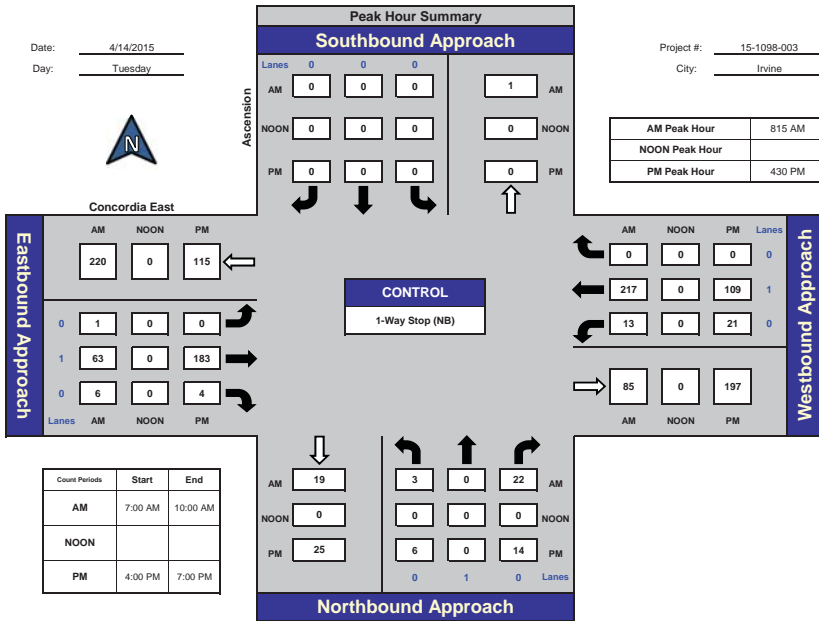 Peak Hour Summary
Southbound Approach
Date: 4/14/2015
Day: Tuesday
Project #: 15-1098-003
City: Irvine
N
Ascension
Lanes 0 0 0
AM 0 0 0 1 AM
NOON 0 0 0 0 NOON
PM 0 0 0 0 PM
AM Peak Hour 815 AM
NOON Peak Hour
PM Peak Hour 430 PM
Concordia East
Eastbound Approach
AM NOON PM
220 0 115
0 1 0 0
1 63 0 183
0 6 0 4
Lanes AM NOON PM
CONTROL
1-Way Stop (NB)
AM NOON PM Lanes
0 0 0 0
217 0 109 1
13 0 21 0
85 0 197
AM NOON PM
Westbound Approach
Count Periods Start End
AM 7:00 AM 10:00 AM
NOON
PM 4:00 PM 7:00 PM
AM 19 3 0 22 AM
NOON 0 0 0 0 NOON
PM 25 6 0 14 PM
0 1 0 Lanes
Northbound Approach